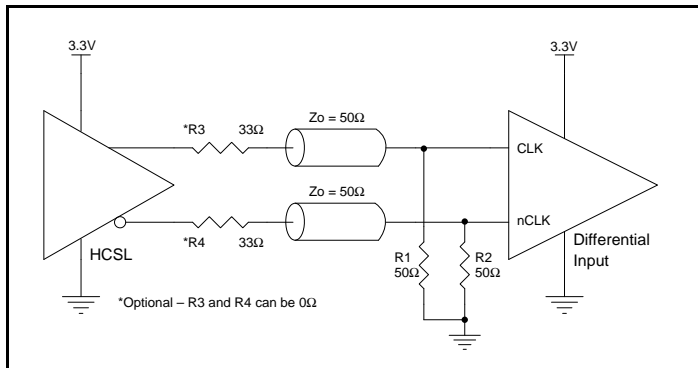 3.3V
3.3V
Zo = 50Ω
*R3
33Ω
CLK
Zo = 50Ω
nCLK
*R4
33Ω
HCSL
R1
50Ω
R2
50Ω
Differential
Input
*Optional – R3 and R4 can be 0Ω